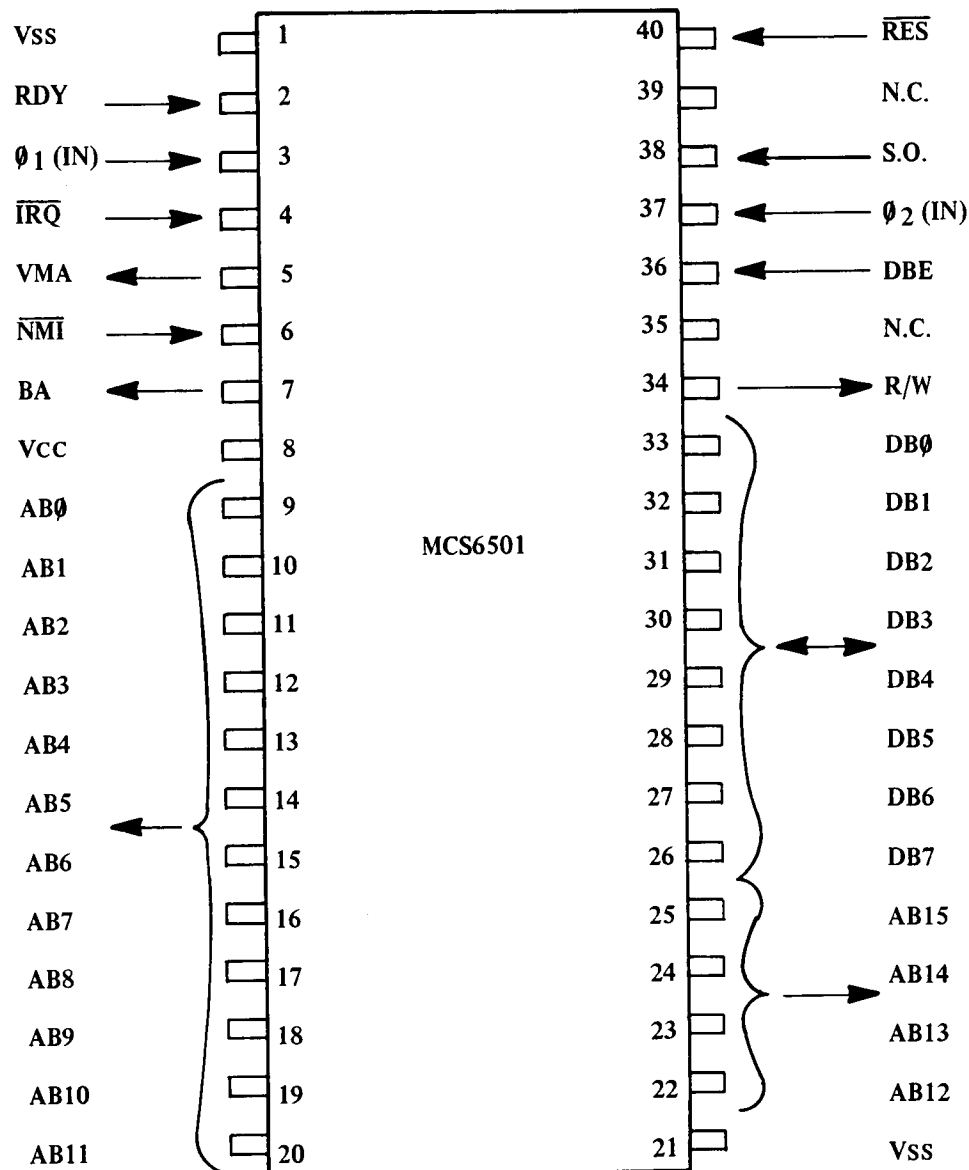 Vss 1 40 R̅E̅S̅
RDY 2 39 N.C.
Ø1 (IN) 3 38 S.O.
I̅R̅Q̅ 4 37 Ø2 (IN)
VMA 5 36 DBE
N̅M̅I̅ 6 35 N.C.
BA 7 34 R/W
Vcc 8 33 DBØ
ABØ 9 32 DB1
AB1 10 MCS6501 31 DB2
AB2 11 30 DB3
AB3 12 29 DB4
AB4 13 28 DB5
AB5 14 27 DB6
AB6 15 26 DB7
AB7 16 25 AB15
AB8 17 24 AB14
AB9 18 23 AB13
AB10 19 22 AB12
AB11 20 21 Vss